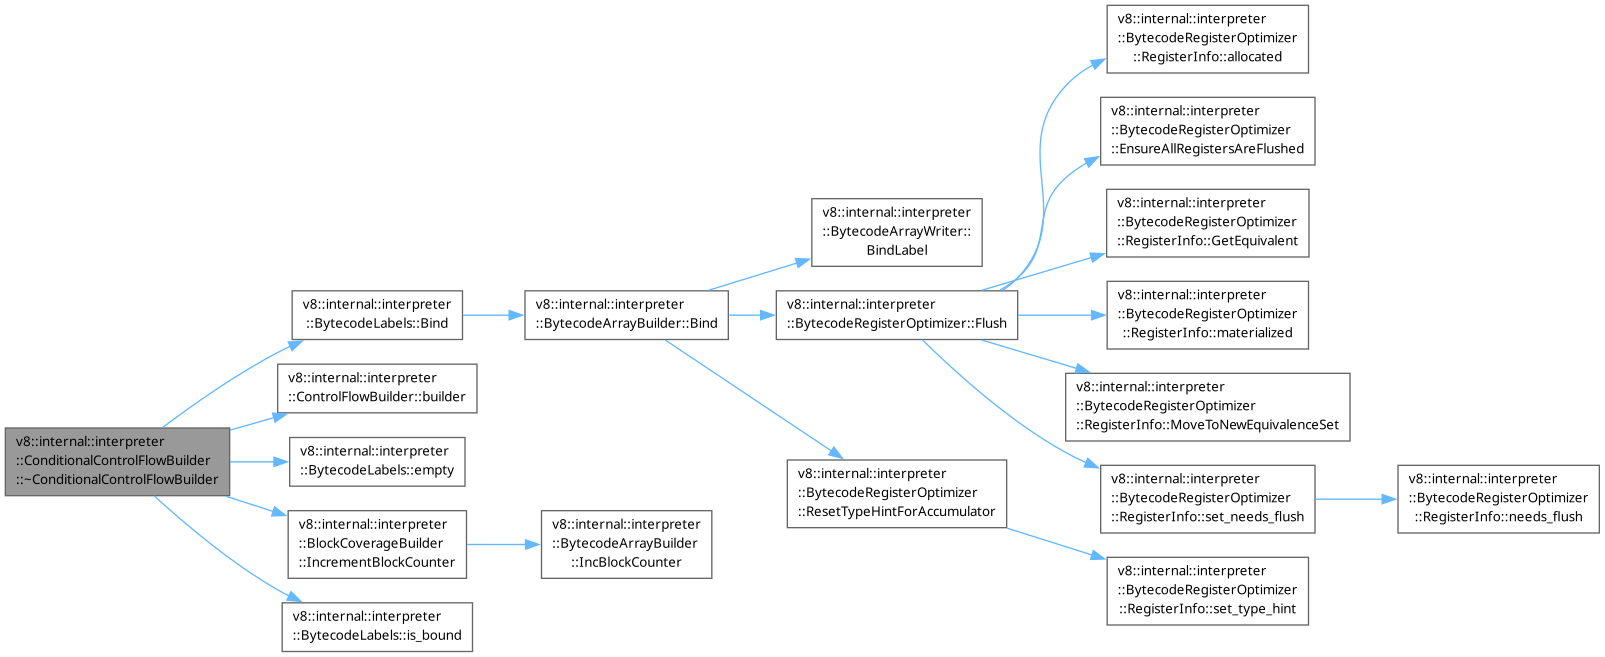 v8::internal::interpreter
::ConditionalControlFlowBuilder
::~ConditionalControlFlowBuilder
v8::internal::interpreter
::BytecodeLabels::Bind
v8::internal::interpreter
::ControlFlowBuilder::builder
v8::internal::interpreter
::BytecodeLabels::empty
v8::internal::interpreter
::BlockCoverageBuilder
::IncrementBlockCounter
v8::internal::interpreter
::BytecodeLabels::is_bound
v8::internal::interpreter
::BytecodeArrayBuilder::Bind
v8::internal::interpreter
::BytecodeArrayBuilder
::IncBlockCounter
v8::internal::interpreter
::BytecodeArrayWriter::
BindLabel
v8::internal::interpreter
::BytecodeRegisterOptimizer::Flush
v8::internal::interpreter
::BytecodeRegisterOptimizer
::ResetTypeHintForAccumulator
v8::internal::interpreter
::BytecodeRegisterOptimizer
::RegisterInfo::allocated
v8::internal::interpreter
::BytecodeRegisterOptimizer
::EnsureAllRegistersAreFlushed
v8::internal::interpreter
::BytecodeRegisterOptimizer
::RegisterInfo::GetEquivalent
v8::internal::interpreter
::BytecodeRegisterOptimizer
::RegisterInfo::materialized
v8::internal::interpreter
::BytecodeRegisterOptimizer
::RegisterInfo::MoveToNewEquivalenceSet
v8::internal::interpreter
::BytecodeRegisterOptimizer
::RegisterInfo::set_needs_flush
v8::internal::interpreter
::BytecodeRegisterOptimizer
::RegisterInfo::set_type_hint
v8::internal::interpreter
::BytecodeRegisterOptimizer
::RegisterInfo::needs_flush